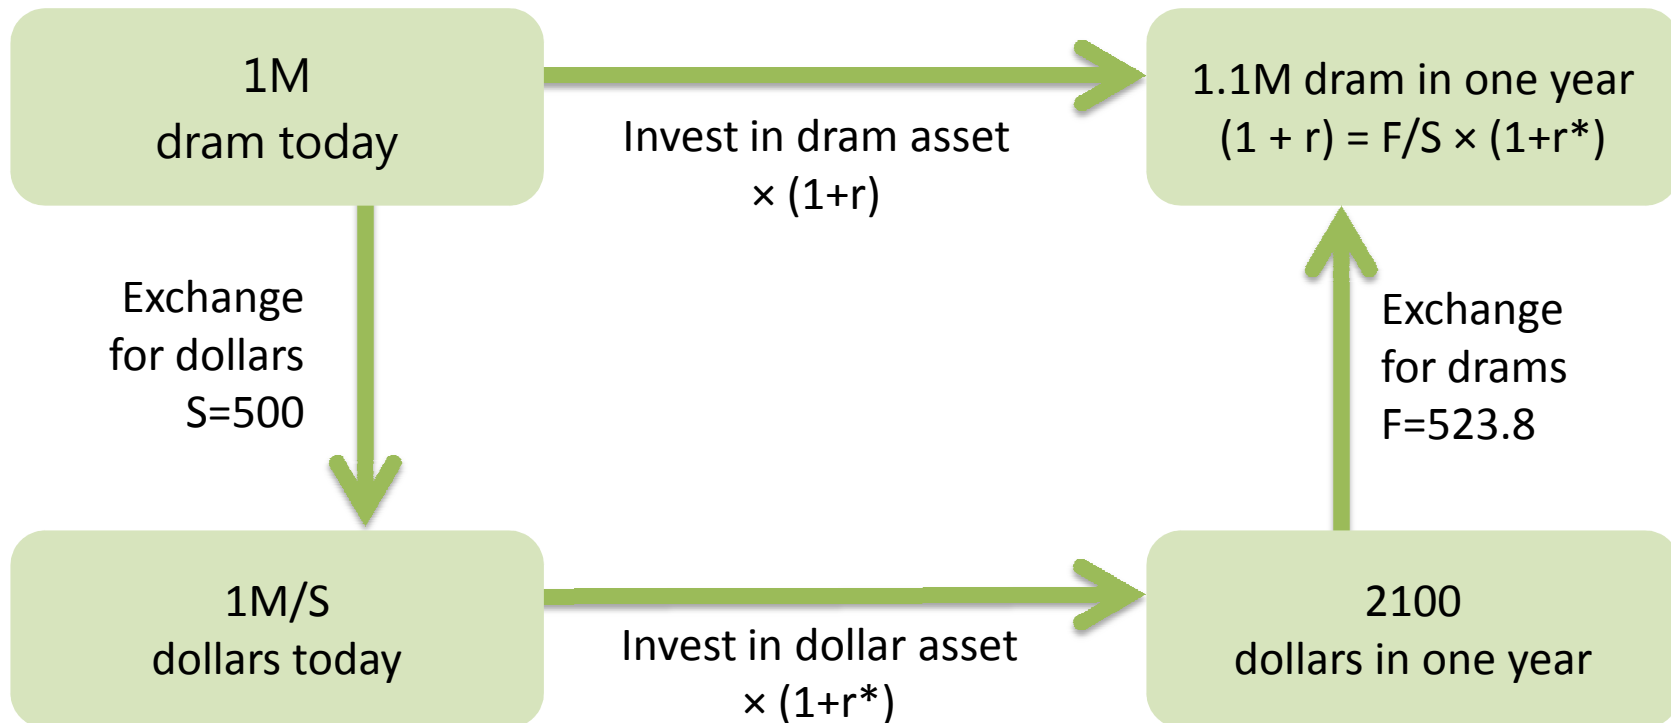 1M
dram today
Invest in dram asset
× (1+r)
1.1M dram in one year
(1 + r) = F/S × (1+r*)
Exchange
for dollars
S=500
Exchange
for drams
F=523.8
1M/S
dollars today
Invest in dollar asset
× (1+r*)
2100
dollars in one year